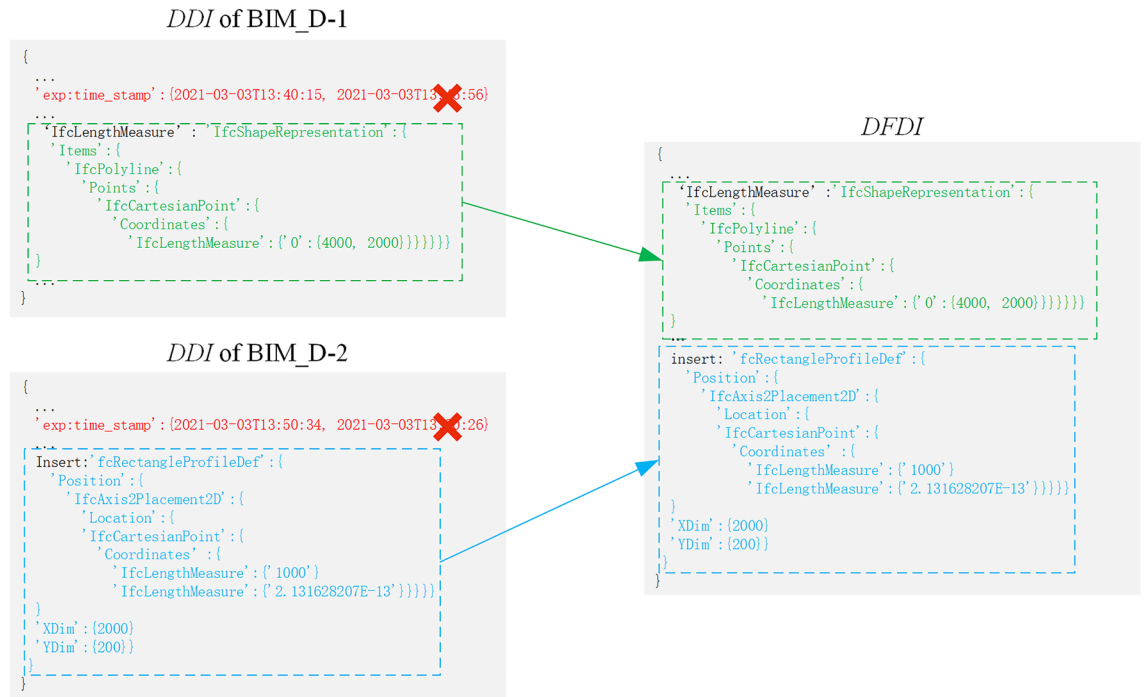 DDI of BIM_D-1
{
...
'exp:time_stamp':{2021-03-03T13:40:15, 2021-03-03T13 :56}
...
‘IfcLengthMeasure’: 'IfcShapeRepresentation':{
'Items':{
'IfcPolyline':{
'Points':{
'IfcCartesianPoint':{
'Coordinates':{
'IfcLengthMeasure':{'0':{4000, 2000}}}}}}}
}
...
}
DDI of BIM_D-2
{
...
'exp:time_stamp':{2021-03-03T13:50:34, 2021-03-03T13 :26}
...
Insert:'fcRectangleProfileDef':{
'Position':{
'IfcAxis2Placement2D':{
'Location':{
'IfcCartesianPoint':{
'Coordinates' :{
'IfcLengthMeasure':{'1000'}
'IfcLengthMeasure':{'2.131628207E-13'}}}}}
}
'XDim':{2000}
'YDim':{200}}
}
}
DFDI
{
...
‘IfcLengthMeasure’:'IfcShapeRepresentation':{
'Items':{
'IfcPolyline':{
'Points':{
'IfcCartesianPoint':{
'Coordinates':{
'IfcLengthMeasure':{'0':{4000, 2000}}}}}}}
}
...
insert: 'fcRectangleProfileDef':{
'Position':{
'IfcAxis2Placement2D':{
'Location':{
'IfcCartesianPoint':{
'Coordinates' :{
'IfcLengthMeasure':{'1000'}
'IfcLengthMeasure':{'2.131628207E-13'}}}}}
}
'XDim':{2000}
'YDim':{200}}
}
}